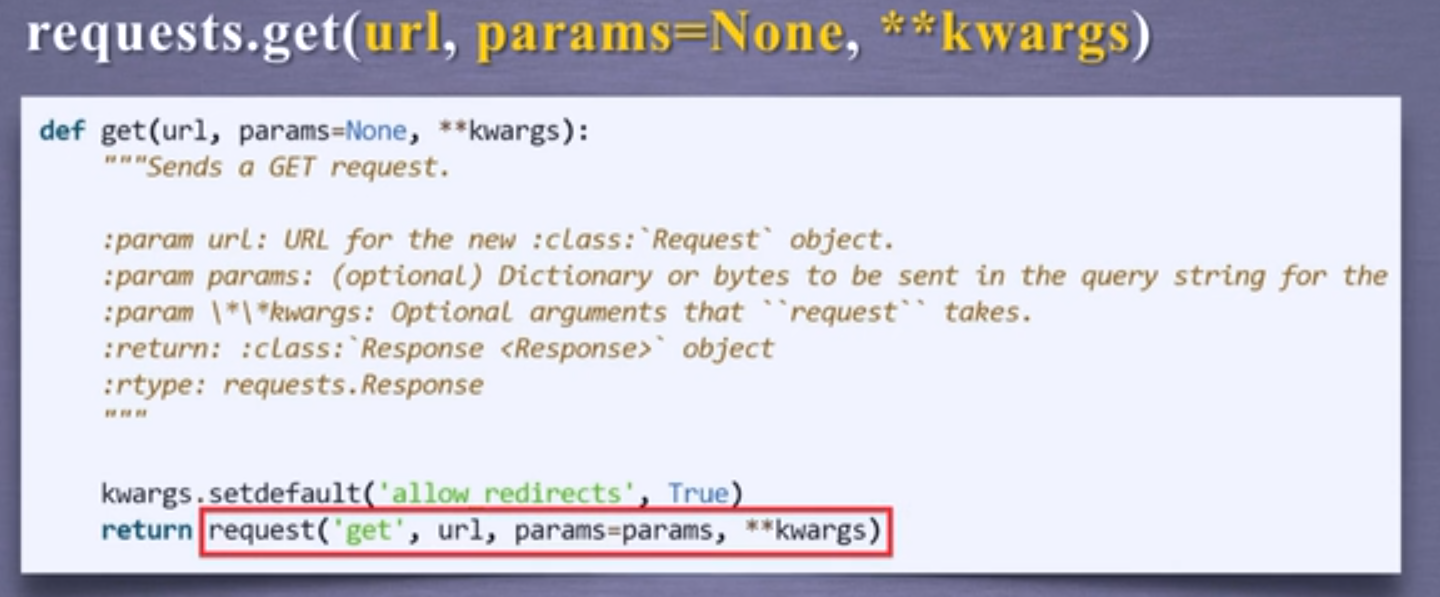 requests.get(url, params=None, **kwargs)
def get(url, params=None, **kwargs):
"""Sends a GET request.
:param url: URL for the new :class:`Request` object.
:param params: (optional) Dictionary or bytes to be sent in the query string for the
:param \*\*kwargs: Optional arguments that ``request`` takes.
:return: :class:`Response <Response>` object
:rtype: requests.Response
"""
kwargs.setdefault('allow_redirects', True)
return request('get', url, params=params, **kwargs)